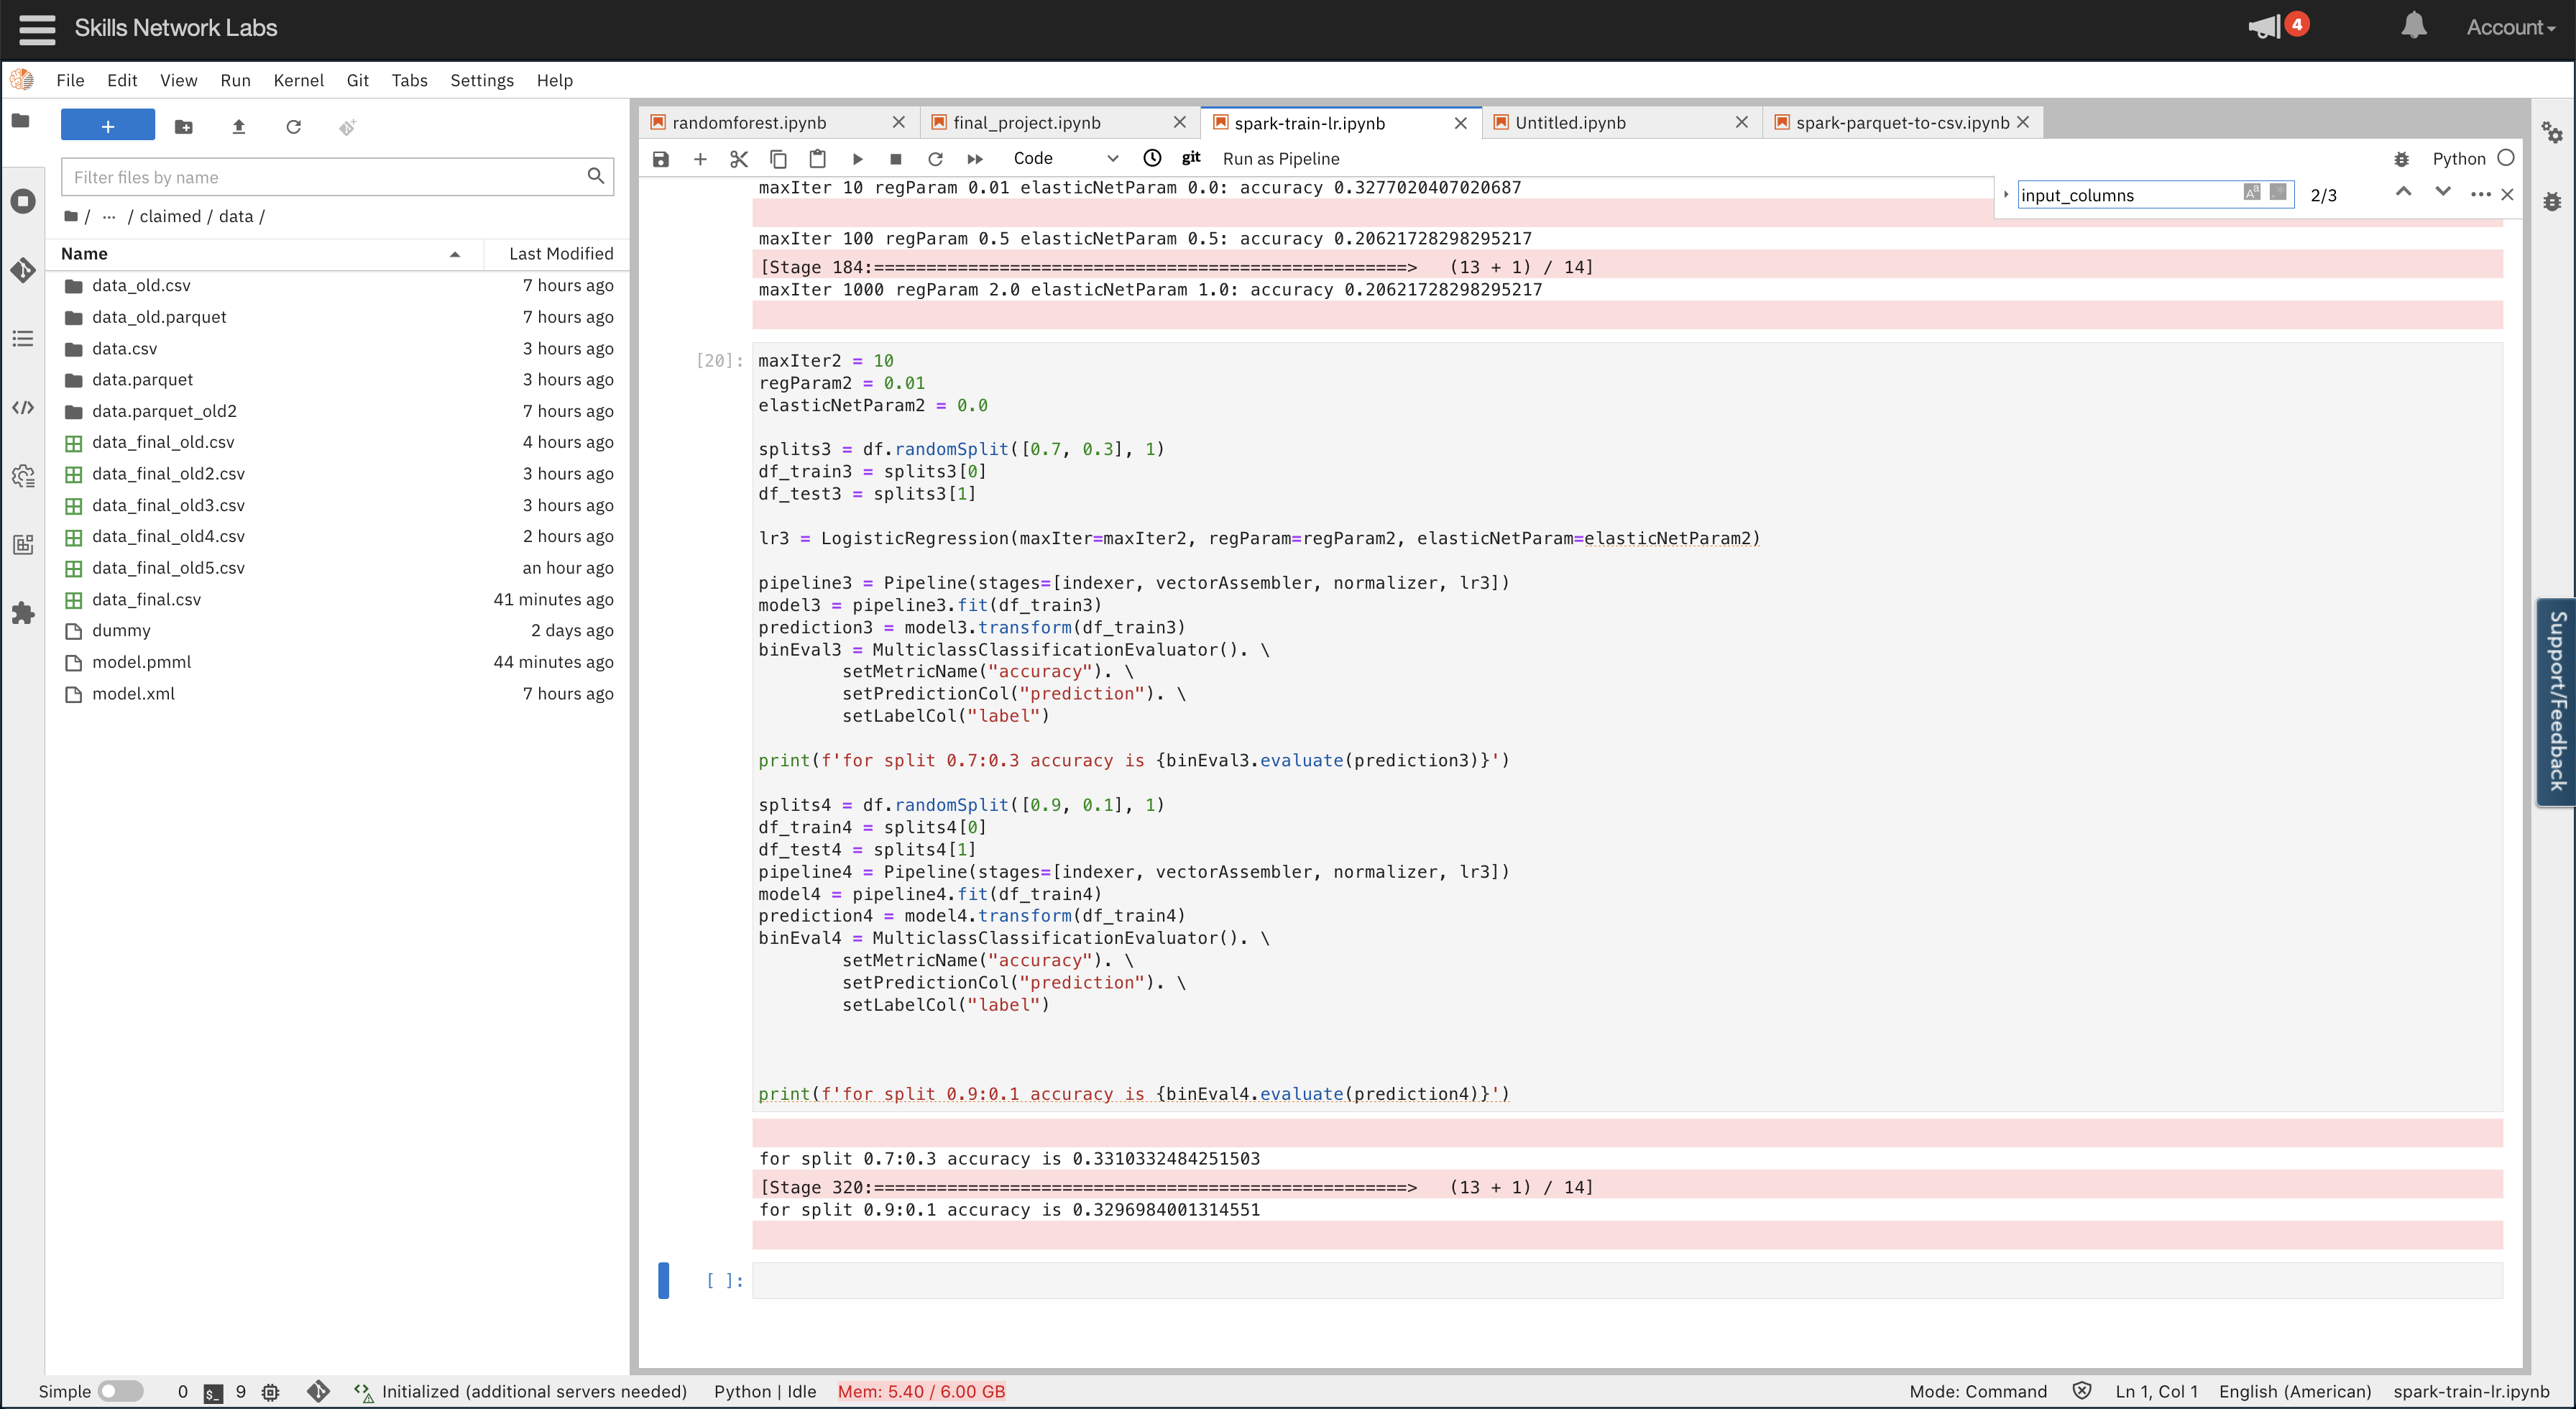 Skills Network Labs
4
Account
File Edit View Run Kernel Git Tabs Settings Help
+
Filter files by name
/ ... / claimed / data /
Name Last Modified
data_old.csv 7 hours ago
data_old.parquet 7 hours ago
data.csv 3 hours ago
data.parquet 3 hours ago
data.parquet_old2 7 hours ago
data_final_old.csv 4 hours ago
data_final_old2.csv 3 hours ago
data_final_old3.csv 3 hours ago
data_final_old4.csv 2 hours ago
data_final_old5.csv an hour ago
data_final.csv 41 minutes ago
dummy 2 days ago
model.pmml 44 minutes ago
model.xml 7 hours ago
randomforest.ipynb final_project.ipynb spark-train-lr.ipynb Untitled.ipynb spark-parquet-to-csv.ipynb
Code git Run as Pipeline Python
input_columns 2/3
maxIter 10 regParam 0.01 elasticNetParam 0.0: accuracy 0.3277020407020687
maxIter 100 regParam 0.5 elasticNetParam 0.5: accuracy 0.20621728298295217
[Stage 184:===================================================> (13 + 1) / 14]
maxIter 1000 regParam 2.0 elasticNetParam 1.0: accuracy 0.20621728298295217
[20]:
maxIter2 = 10
regParam2 = 0.01
elasticNetParam2 = 0.0
splits3 = df.randomSplit([0.7, 0.3], 1)
df_train3 = splits3[0]
df_test3 = splits3[1]
lr3 = LogisticRegression(maxIter=maxIter2, regParam=regParam2, elasticNetParam=elasticNetParam2)
pipeline3 = Pipeline(stages=[indexer, vectorAssembler, normalizer, lr3])
model3 = pipeline3.fit(df_train3)
prediction3 = model3.transform(df_train3)
binEval3 = MulticlassClassificationEvaluator(). \
setMetricName("accuracy"). \
setPredictionCol("prediction"). \
setLabelCol("label")
print(f'for split 0.7:0.3 accuracy is {binEval3.evaluate(prediction3)}')
splits4 = df.randomSplit([0.9, 0.1], 1)
df_train4 = splits4[0]
df_test4 = splits4[1]
pipeline4 = Pipeline(stages=[indexer, vectorAssembler, normalizer, lr3])
model4 = pipeline4.fit(df_train4)
prediction4 = model4.transform(df_train4)
binEval4 = MulticlassClassificationEvaluator(). \
setMetricName("accuracy"). \
setPredictionCol("prediction"). \
setLabelCol("label")
print(f'for split 0.9:0.1 accuracy is {binEval4.evaluate(prediction4)}')
for split 0.7:0.3 accuracy is 0.3310332484251503
[Stage 320:===================================================> (13 + 1) / 14]
for split 0.9:0.1 accuracy is 0.3296984001314551
[ ]:
Support/Feedback
Simple 0 $_ 9 Initialized (additional servers needed) Python | Idle Mem: 5.40 / 6.00 GB Mode: Command Ln 1, Col 1 English (American) spark-train-lr.ipynb